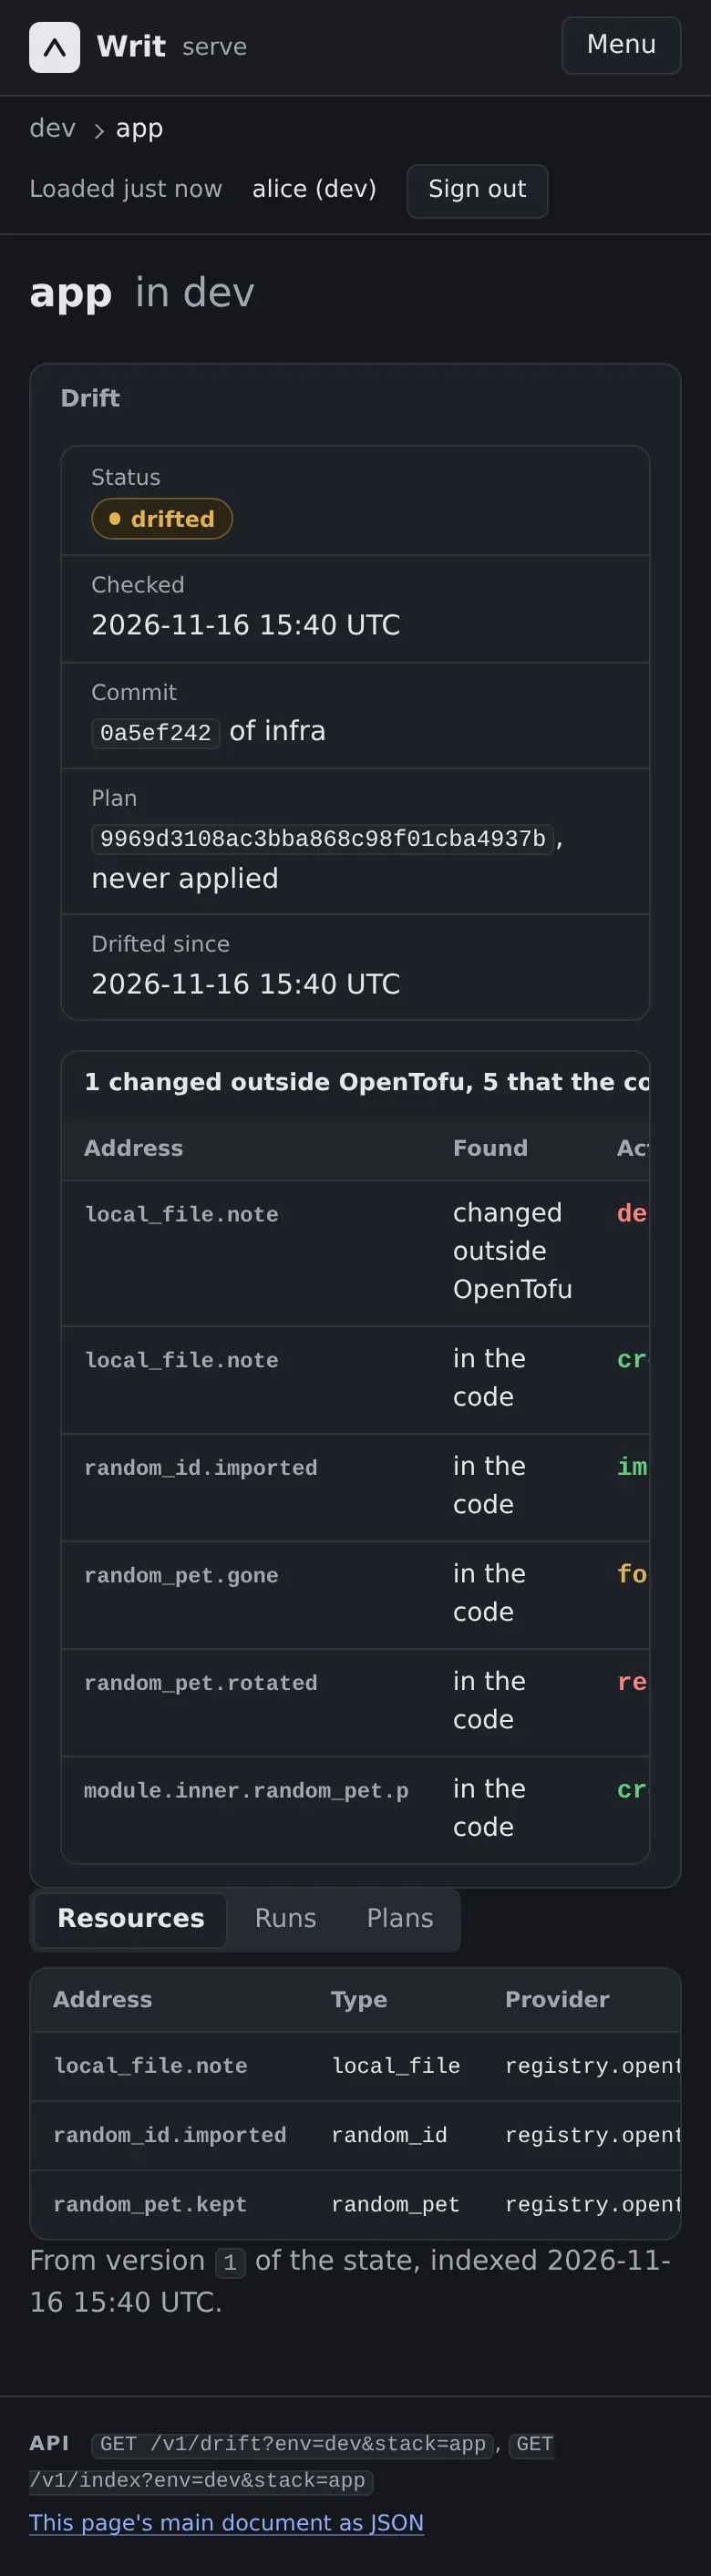 Writ serve Menu
dev > app
Loaded just now alice (dev) Sign out
app in dev
Drift
Status
drifted
Checked
2026-11-16 15:40 UTC
Commit
0a5ef242 of infra
Plan
9969d3108ac3bba868c98f01cba4937b,
never applied
Drifted since
2026-11-16 15:40 UTC
1 changed outside OpenTofu, 5 that the co
Address Found Act
local_file.note changed de
outside
OpenTofu
local_file.note in the cre
code
random_id.imported in the im
code
random_pet.gone in the fo
code
random_pet.rotated in the re
code
module.inner.random_pet.p in the cre
code
Resources Runs Plans
Address Type Provider
local_file.note local_file registry.opent
random_id.imported random_id registry.opent
random_pet.kept random_pet registry.opent
From version 1 of the state, indexed 2026-11-
16 15:40 UTC.
API GET /v1/drift?env=dev&stack=app, GET
/v1/index?env=dev&stack=app
This page's main document as JSON